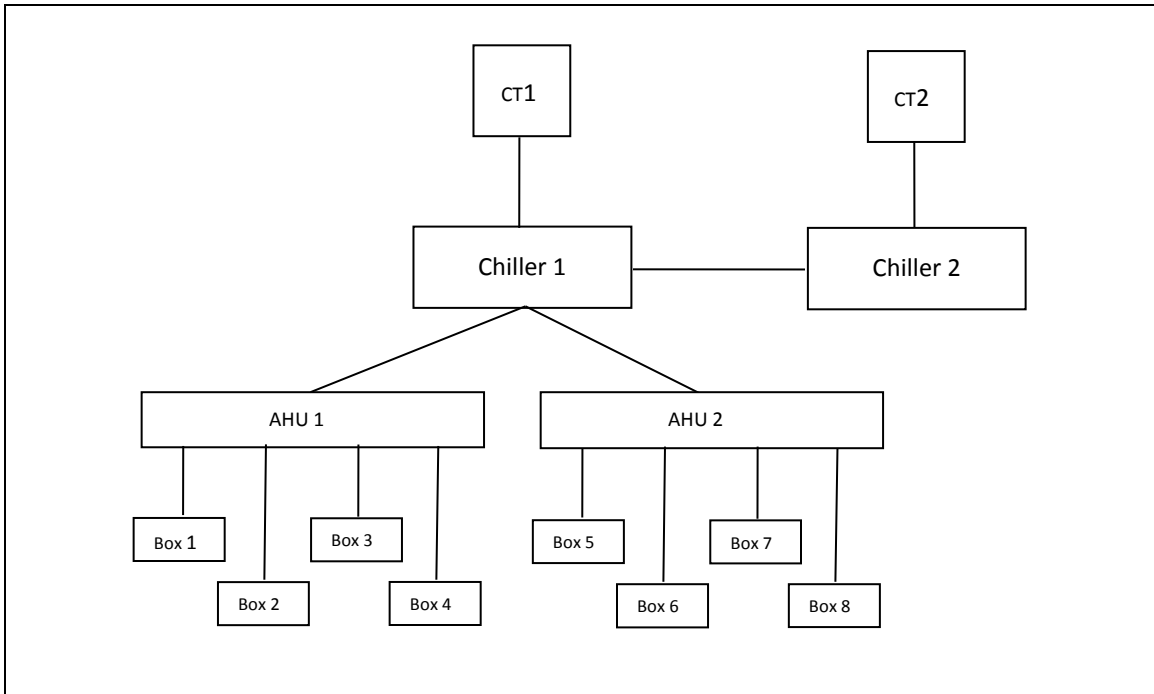 CT1
CT2
Chiller 1
Chiller 2
AHU 1
AHU 2
Box 1
Box 3
Box 5
Box 7
Box 2
Box 4
Box 6
Box 8